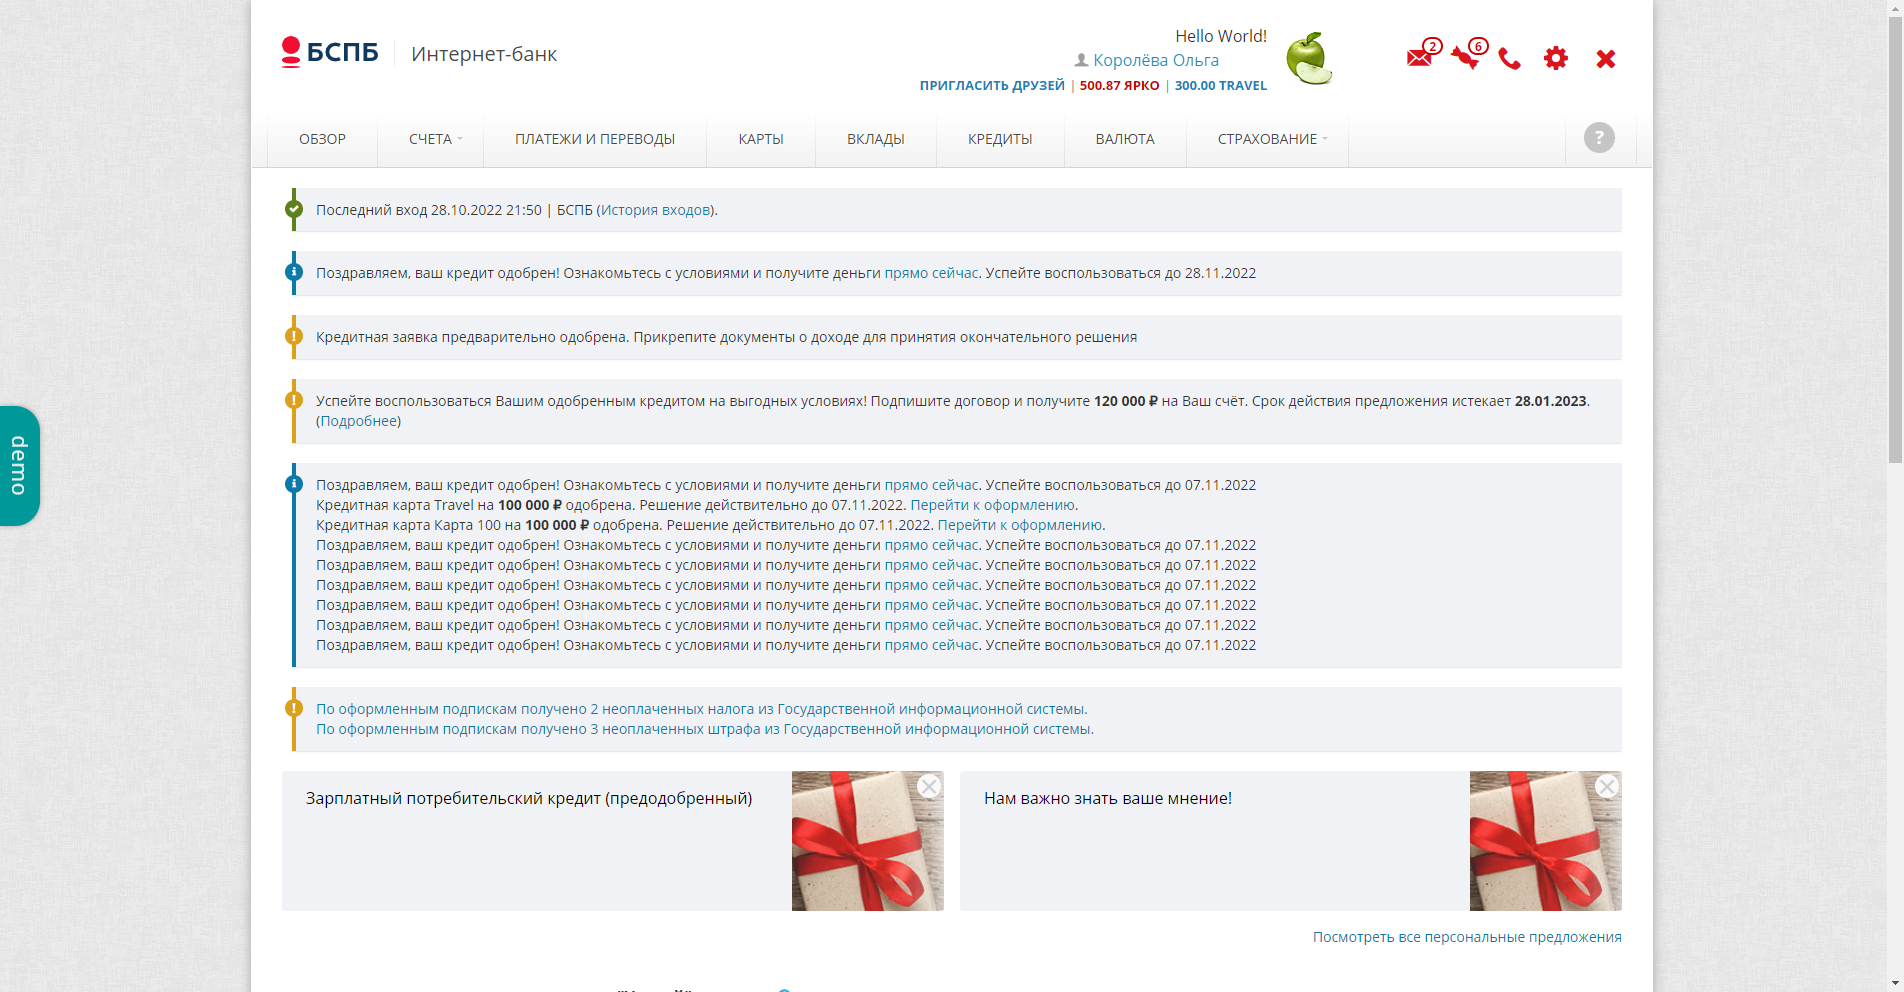 БСПБ
Интернет-банк
Hello World!
Королёва Ольга
ПРИГЛАСИТЬ ДРУЗЕЙ | 500.87 ЯРКО | 300.00 TRAVEL
2
6
ОБЗОР
СЧЕТА
ПЛАТЕЖИ И ПЕРЕВОДЫ
КАРТЫ
ВКЛАДЫ
КРЕДИТЫ
ВАЛЮТА
СТРАХОВАНИЕ
?
Последний вход 28.10.2022 21:50 | БСПБ (История входов).
Поздравляем, ваш кредит одобрен! Ознакомьтесь с условиями и получите деньги прямо сейчас. Успейте воспользоваться до 28.11.2022
Кредитная заявка предварительно одобрена. Прикрепите документы о доходе для принятия окончательного решения
Успейте воспользоваться Вашим одобренным кредитом на выгодных условиях! Подпишите договор и получите 120 000 ₽ на Ваш счёт. Срок действия предложения истекает 28.01.2023.
(Подробнее)
demo
Поздравляем, ваш кредит одобрен! Ознакомьтесь с условиями и получите деньги прямо сейчас. Успейте воспользоваться до 07.11.2022
Кредитная карта Travel на 100 000 ₽ одобрена. Решение действительно до 07.11.2022. Перейти к оформлению.
Кредитная карта Карта 100 на 100 000 ₽ одобрена. Решение действительно до 07.11.2022. Перейти к оформлению.
Поздравляем, ваш кредит одобрен! Ознакомьтесь с условиями и получите деньги прямо сейчас. Успейте воспользоваться до 07.11.2022
Поздравляем, ваш кредит одобрен! Ознакомьтесь с условиями и получите деньги прямо сейчас. Успейте воспользоваться до 07.11.2022
Поздравляем, ваш кредит одобрен! Ознакомьтесь с условиями и получите деньги прямо сейчас. Успейте воспользоваться до 07.11.2022
Поздравляем, ваш кредит одобрен! Ознакомьтесь с условиями и получите деньги прямо сейчас. Успейте воспользоваться до 07.11.2022
Поздравляем, ваш кредит одобрен! Ознакомьтесь с условиями и получите деньги прямо сейчас. Успейте воспользоваться до 07.11.2022
Поздравляем, ваш кредит одобрен! Ознакомьтесь с условиями и получите деньги прямо сейчас. Успейте воспользоваться до 07.11.2022
По оформленным подпискам получено 2 неоплаченных налога из Государственной информационной системы.
По оформленным подпискам получено 3 неоплаченных штрафа из Государственной информационной системы.
Зарплатный потребительский кредит (предодобренный)
Нам важно знать ваше мнение!
Посмотреть все персональные предложения